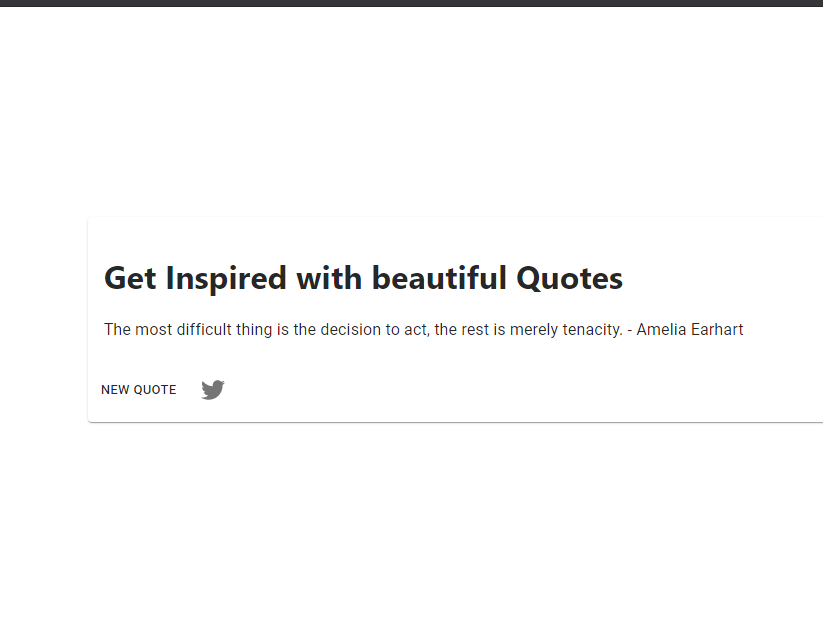 Get Inspired with beautiful Quotes
The most difficult thing is the decision to act, the rest is merely tenacity. - Amelia Earhart
NEW QUOTE